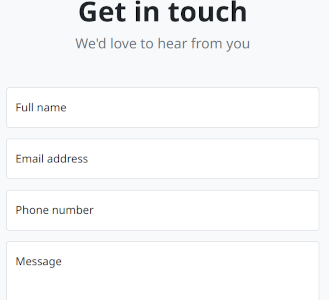 Get in touch
We'd love to hear from you
Full name
Email address
Phone number
Message